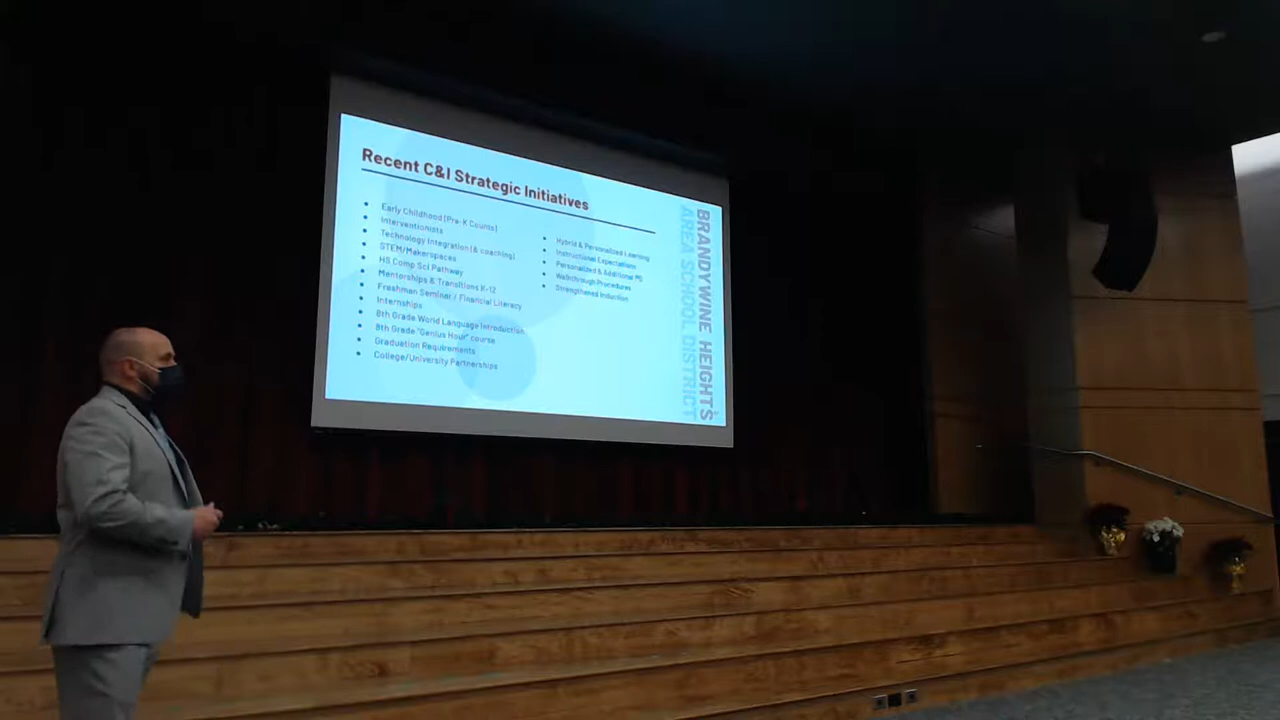 Recent C&I Strategic Initiatives
Early Childhood (Pre-K Counts)
Interventionists
Technology Integration (& coaching)
STEM/Makerspaces
HS Comp Sci Pathway
Mentorships & Transitions K-12
Freshman Seminar / Financial Literacy
Internships
8th Grade World Language Introduction
8th Grade "Genius Hour" course
Graduation Requirements
College/University Partnerships
Hybrid & Personalized Learning
Instructional Expectations
Personalized & Additional PD
Walkthrough Procedures
Strengthened Induction
BRANDYWINE HEIGHTS
AREA SCHOOL DISTRICT